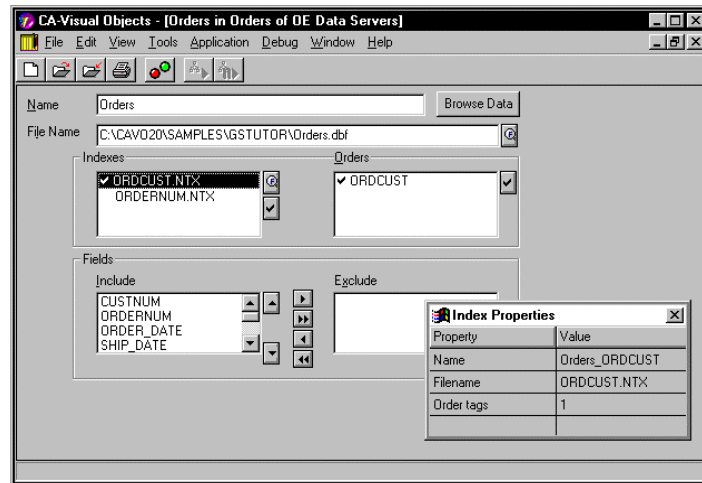 CA-Visual Objects - [Orders in Orders of OE Data Servers]
File Edit View Tools Application Debug Window Help
Name Orders Browse Data
File Name C:\CAVO20\SAMPLES\GSTUTOR\Orders.dbf
Indexes Orders
ORDCUST.NTX ORDCUST
ORDERNUM.NTX
Fields
Include Exclude
CUSTNUM
ORDERNUM
ORDER_DATE
SHIP_DATE
Index Properties
Property Value
Name Orders_ORDCUST
Filename ORDCUST.NTX
Order tags 1